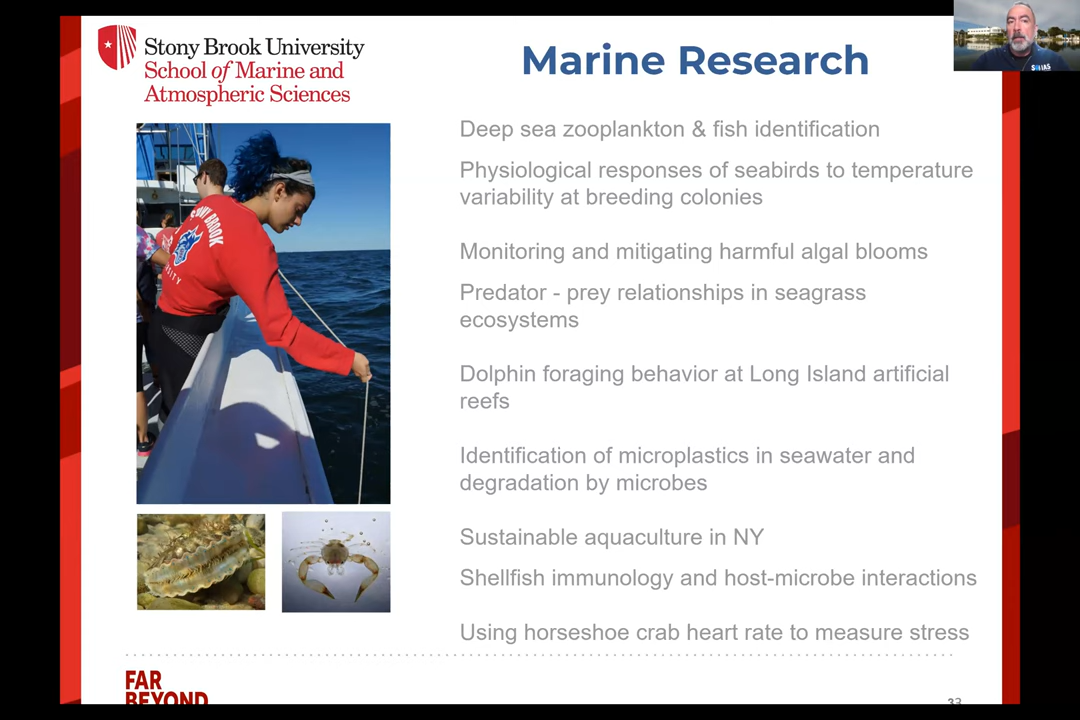 Stony Brook University
School of Marine and
Atmospheric Sciences
Marine Research
Deep sea zooplankton & fish identification
Physiological responses of seabirds to temperature
variability at breeding colonies
Monitoring and mitigating harmful algal blooms
Predator - prey relationships in seagrass
ecosystems
Dolphin foraging behavior at Long Island artificial
reefs
Identification of microplastics in seawater and
degradation by microbes
Sustainable aquaculture in NY
Shellfish immunology and host-microbe interactions
Using horseshoe crab heart rate to measure stress
STONY BROOK
FAR
BEYOND
33